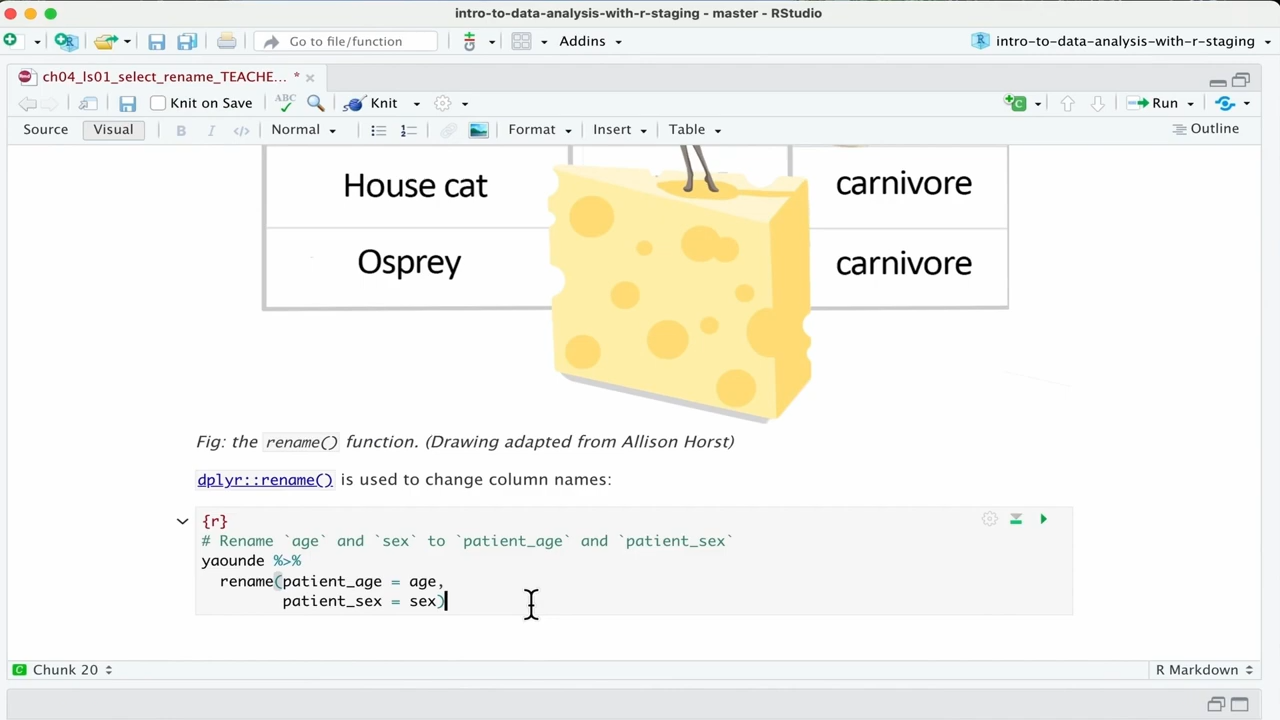 intro-to-data-analysis-with-r-staging - master - RStudio
Go to file/function
Addins
intro-to-data-analysis-with-r-staging
ch04_ls01_select_rename_TEACHE... *
Knit on Save
ABC
Knit
Run
Source
Visual
B
I
</>
Normal
Format
Insert
Table
Outline
House cat
carnivore
Osprey
carnivore
Fig: the rename() function. (Drawing adapted from Allison Horst)
dplyr::rename() is used to change column names:
{r}
# Rename `age` and `sex` to `patient_age` and `patient_sex`
yaounde %>%
rename(patient_age = age,
patient_sex = sex)
C Chunk 20
R Markdown